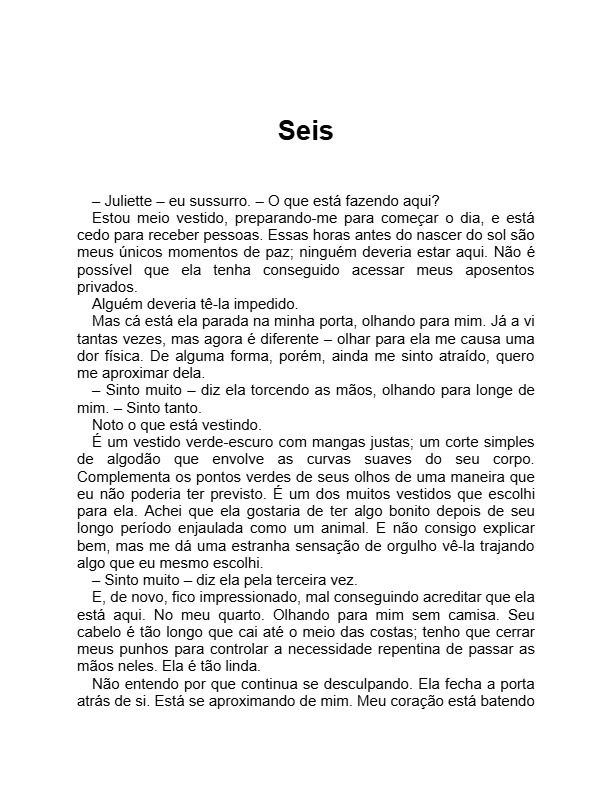 Seis
– Juliette – eu sussurro. – O que está fazendo aqui?
Estou meio vestido, preparando-me para começar o dia, e está
cedo para receber pessoas. Essas horas antes do nascer do sol são
meus únicos momentos de paz; ninguém deveria estar aqui. Não é
possível que ela tenha conseguido acessar meus aposentos
privados.
Alguém deveria tê-la impedido.
Mas cá está ela parada na minha porta, olhando para mim. Já a vi
tantas vezes, mas agora é diferente – olhar para ela me causa uma
dor física. De alguma forma, porém, ainda me sinto atraído, quero
me aproximar dela.
– Sinto muito – diz ela torcendo as mãos, olhando para longe de
mim. – Sinto tanto.
Noto o que está vestindo.
É um vestido verde-escuro com mangas justas; um corte simples
de algodão que envolve as curvas suaves do seu corpo.
Complementa os pontos verdes de seus olhos de uma maneira que
eu não poderia ter previsto. É um dos muitos vestidos que escolhi
para ela. Achei que ela gostaria de ter algo bonito depois de seu
longo período enjaulada como um animal. E não consigo explicar
bem, mas me dá uma estranha sensação de orgulho vê-la trajando
algo que eu mesmo escolhi.
– Sinto muito – diz ela pela terceira vez.
E, de novo, fico impressionado, mal conseguindo acreditar que ela
está aqui. No meu quarto. Olhando para mim sem camisa. Seu
cabelo é tão longo que cai até o meio das costas; tenho que cerrar
meus punhos para controlar a necessidade repentina de passar as
mãos neles. Ela é tão linda.
Não entendo por que continua se desculpando. Ela fecha a porta
atrás de si. Está se aproximando de mim. Meu coração está batendo